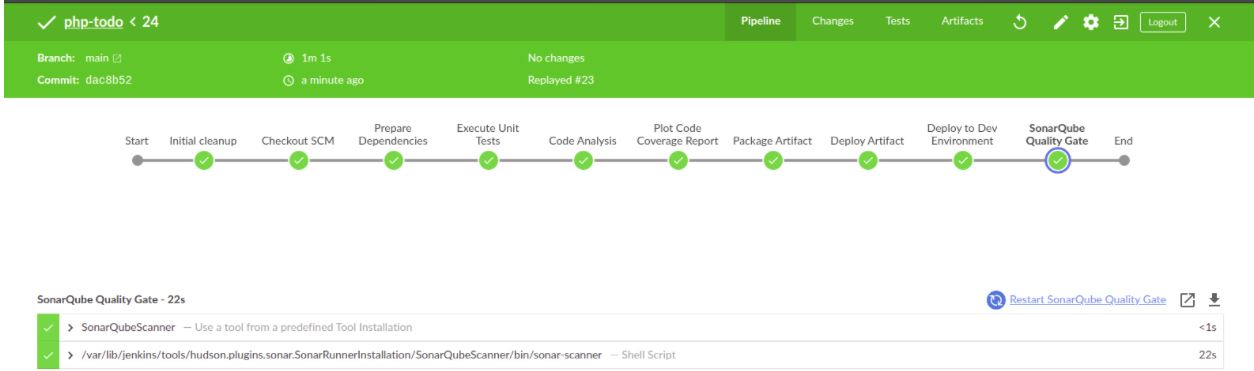 php-todo < 24
Pipeline Changes Tests Artifacts Logout
Branch: main 1m 1s No changes
Commit: dac8b52 a minute ago Replayed #23
Start
Initial cleanup
Checkout SCM
Prepare
Dependencies
Execute Unit
Tests
Code Analysis
Plot Code
Coverage Report
Package Artifact
Deploy Artifact
Deploy to Dev
Environment
SonarQube
Quality Gate
End
SonarQube Quality Gate - 22s
Restart SonarQube Quality Gate
SonarQubeScanner — Use a tool from a predefined Tool Installation <1s
/var/lib/jenkins/tools/hudson.plugins.sonar.SonarRunnerInstallation/SonarQubeScanner/bin/sonar-scanner — Shell Script 22s